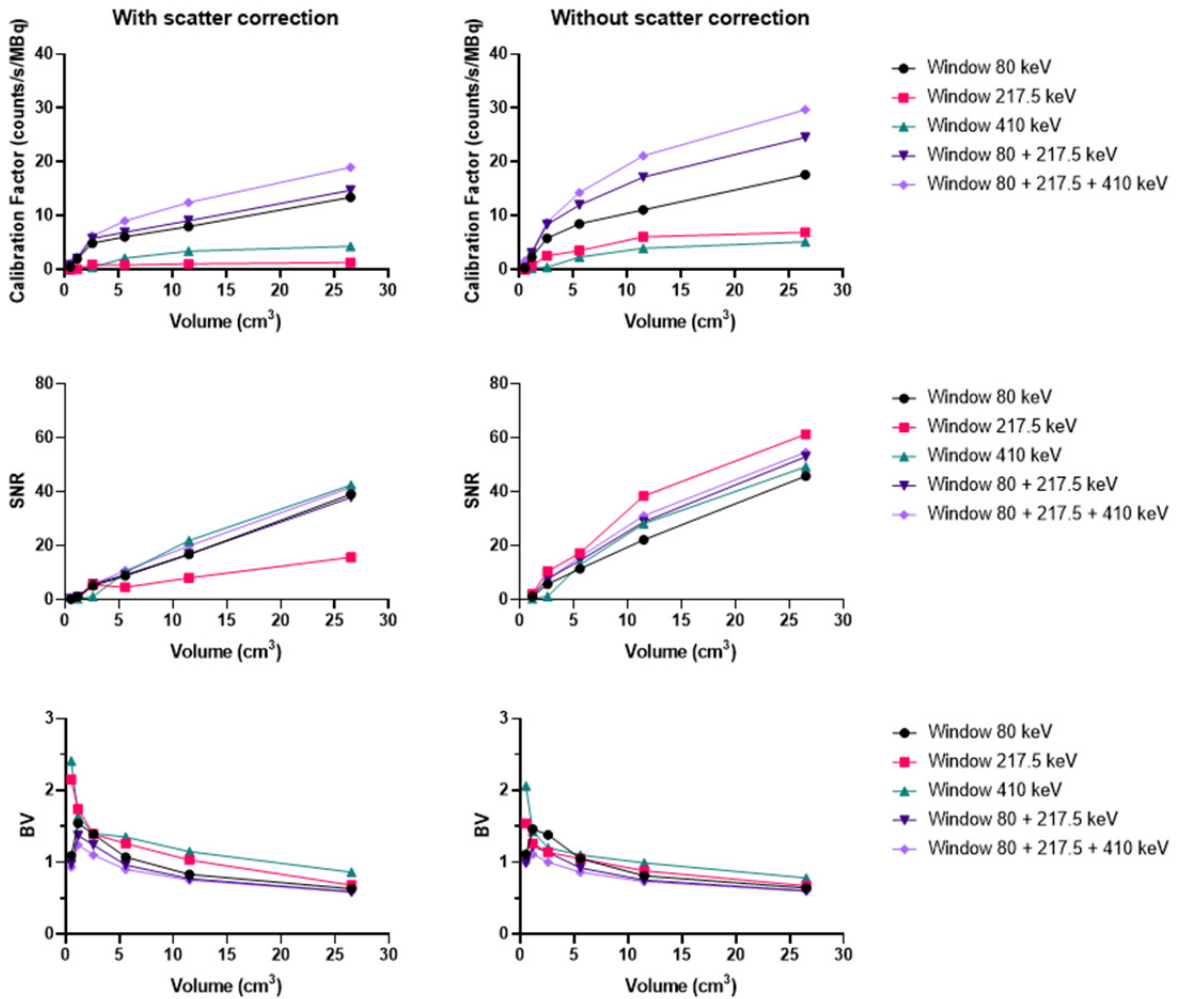 With scatter correction
Without scatter correction
Calibration Factor (counts/s/MBq)
40
30
20
10
0
0 5 10 15 20 25 30
Volume (cm³)
Calibration Factor (counts/s/MBq)
40
30
20
10
0
0 5 10 15 20 25 30
Volume (cm³)
Window 80 keV
Window 217.5 keV
Window 410 keV
Window 80 + 217.5 keV
Window 80 + 217.5 + 410 keV
SNR
80
60
40
20
0
0 5 10 15 20 25 30
Volume (cm³)
SNR
80
60
40
20
0
0 5 10 15 20 25 30
Volume (cm³)
Window 80 keV
Window 217.5 keV
Window 410 keV
Window 80 + 217.5 keV
Window 80 + 217.5 + 410 keV
BV
3
2
1
0
0 5 10 15 20 25 30
Volume (cm³)
BV
3
2
1
0
0 5 10 15 20 25 30
Volume (cm³)
Window 80 keV
Window 217.5 keV
Window 410 keV
Window 80 + 217.5 keV
Window 80 + 217.5 + 410 keV